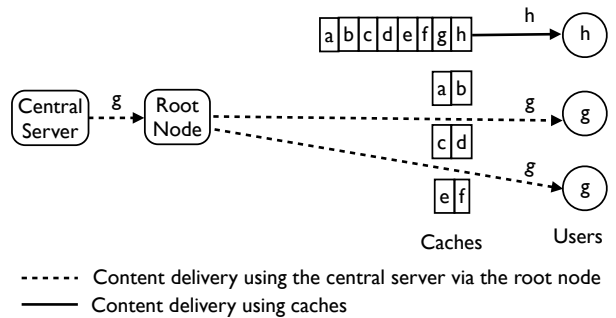 h
a b c d e f g h
h
a b
Central Server
g
Root Node
g
g
c d
g
g
e f
Caches
Users
Content delivery using the central server via the root node
Content delivery using caches